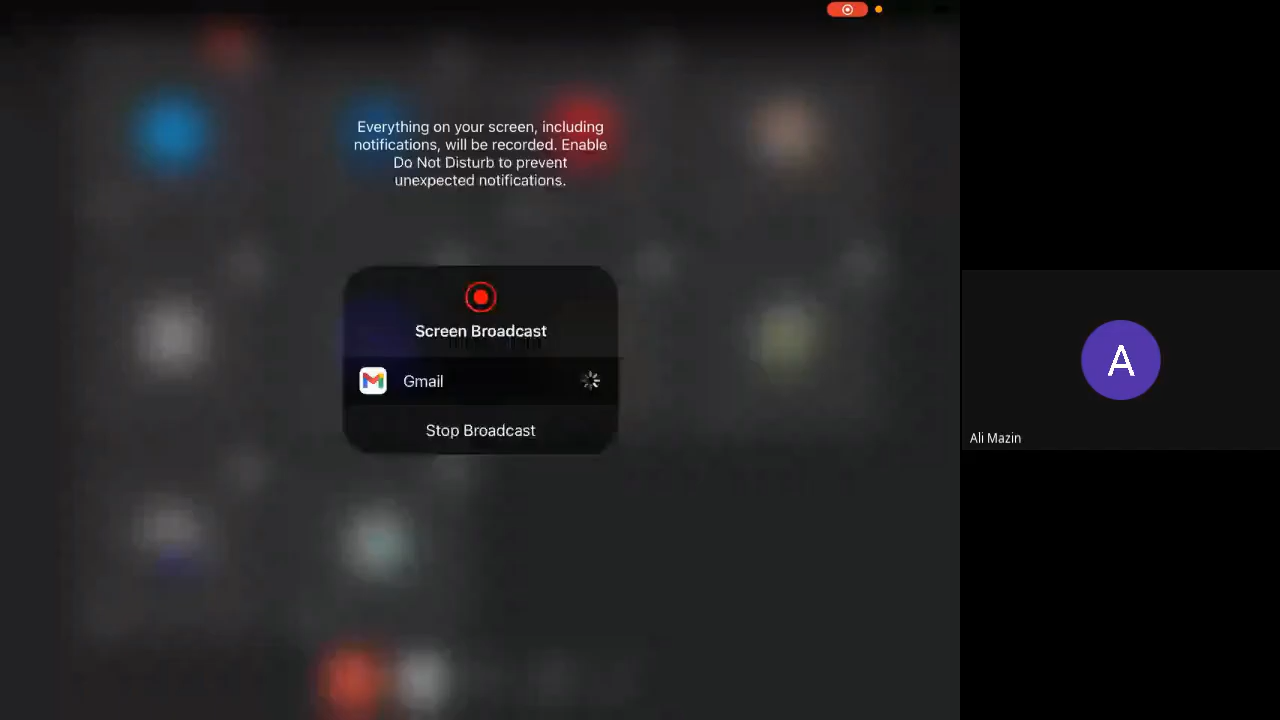 Everything on your screen, including
notifications, will be recorded. Enable
Do Not Disturb to prevent
unexpected notifications.
Screen Broadcast
Gmail
Stop Broadcast
A
Ali Mazin